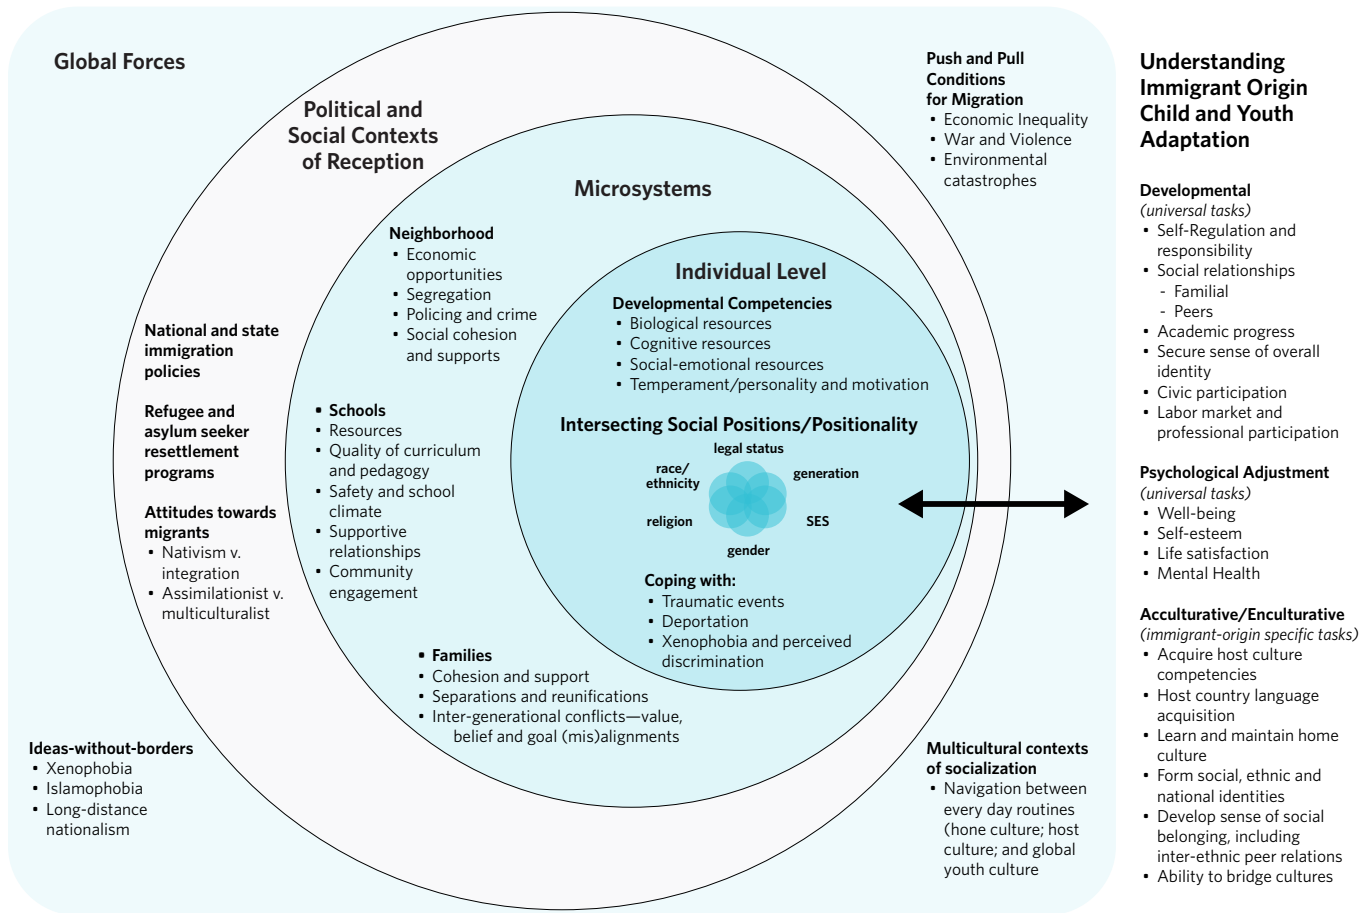 Global Forces
Political and
Social Contexts
of Reception
Microsystems
Individual Level
Push and Pull
Conditions
for Migration
▪ Economic Inequality
▪ War and Violence
▪ Environmental
catastrophes
Neighborhood
▪ Economic
opportunities
▪ Segregation
▪ Policing and crime
▪ Social cohesion
and supports
Developmental Competencies
▪ Biological resources
▪ Cognitive resources
▪ Social-emotional resources
▪ Temperament/personality and motivation
National and state
immigration
policies
Refugee and
asylum seeker
resettlement
programs
Attitudes towards
migrants
▪ Nativism v.
integration
▪ Assimilationist v.
multiculturalist
▪ Schools
▪ Resources
▪ Quality of curriculum
and pedagogy
▪ Safety and school
climate
▪ Supportive
relationships
▪ Community
engagement
Intersecting Social Positions/Positionality
legal status
race/
ethnicity
generation
religion
SES
gender
Coping with:
▪ Traumatic events
▪ Deportation
▪ Xenophobia and perceived
discrimination
▪ Families
▪ Cohesion and support
▪ Separations and reunifications
▪ Inter-generational conflicts—value,
belief and goal (mis)alignments
Ideas-without-borders
▪ Xenophobia
▪ Islamophobia
▪ Long-distance
nationalism
Multicultural contexts
of socialization
▪ Navigation between
every day routines
(hone culture; host
culture; and global
youth culture
Understanding
Immigrant Origin
Child and Youth
Adaptation
Developmental
(universal tasks)
▪ Self-Regulation and
responsibility
▪ Social relationships
- Familial
- Peers
▪ Academic progress
▪ Secure sense of overall
identity
▪ Civic participation
▪ Labor market and
professional participation
Psychological Adjustment
(universal tasks)
▪ Well-being
▪ Self-esteem
▪ Life satisfaction
▪ Mental Health
Acculturative/Enculturative
(immigrant-origin specific tasks)
▪ Acquire host culture
competencies
▪ Host country language
acquisition
▪ Learn and maintain home
culture
▪ Form social, ethnic and
national identities
▪ Develop sense of social
belonging, including
inter-ethnic peer relations
▪ Ability to bridge cultures